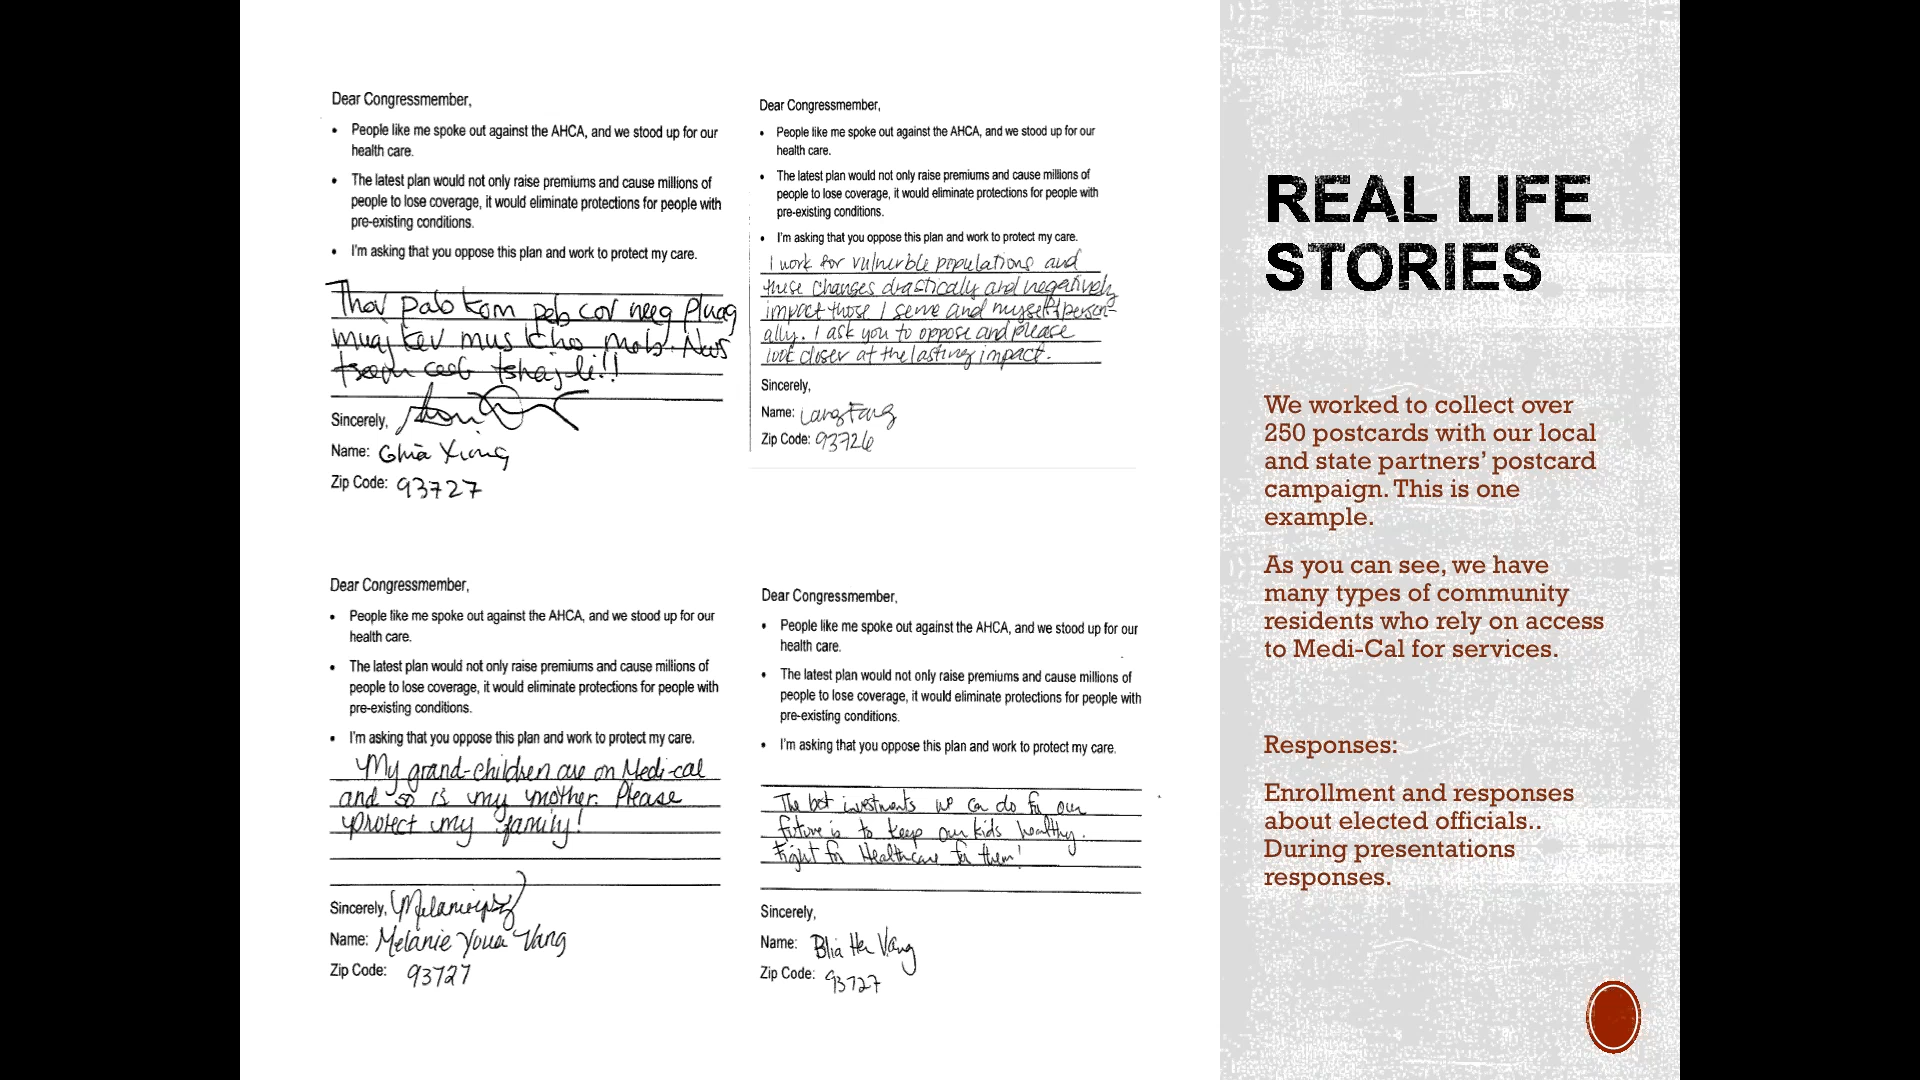 Dear Congressmember,
• People like me spoke out against the AHCA, and we stood up for our
health care.
• The latest plan would not only raise premiums and cause millions of
people to lose coverage, it would eliminate protections for people with
pre-existing conditions.
• I'm asking that you oppose this plan and work to protect my care.
Thov pab kom peb cov neeg pluag
muaj kev mus kho mob. Nws
tseem ceeb tshaj li!!
Sincerely,
Name: Ghia Xiong
Zip Code: 93727
Dear Congressmember,
• People like me spoke out against the AHCA, and we stood up for our
health care.
• The latest plan would not only raise premiums and cause millions of
people to lose coverage, it would eliminate protections for people with
pre-existing conditions.
• I'm asking that you oppose this plan and work to protect my care.
I work for vulnerble populations and
these changes drastically and negatively
impact those I serve and myself person-
ally. I ask you to oppose and please
look closer at the lasting impact.
Sincerely,
Name: Lang Fang
Zip Code: 93726
Dear Congressmember,
• People like me spoke out against the AHCA, and we stood up for our
health care.
• The latest plan would not only raise premiums and cause millions of
people to lose coverage, it would eliminate protections for people with
pre-existing conditions.
• I'm asking that you oppose this plan and work to protect my care.
My grand-children are on Medi-cal
and so is my mother. Please
protect my family!
Sincerely,
Name: Melanie Youa Vang
Zip Code: 93727
Dear Congressmember,
• People like me spoke out against the AHCA, and we stood up for our
health care.
• The latest plan would not only raise premiums and cause millions of
people to lose coverage, it would eliminate protections for people with
pre-existing conditions.
• I'm asking that you oppose this plan and work to protect my care.
The best investments we can do for our
future is to keep our kids healthy.
Fight for Healthcare for them!
Sincerely,
Name: Blia Her Vang
Zip Code: 93727
REAL LIFE
STORIES
We worked to collect over
250 postcards with our local
and state partners' postcard
campaign. This is one
example.
As you can see, we have
many types of community
residents who rely on access
to Medi-Cal for services.
Responses:
Enrollment and responses
about elected officials..
During presentations
responses.